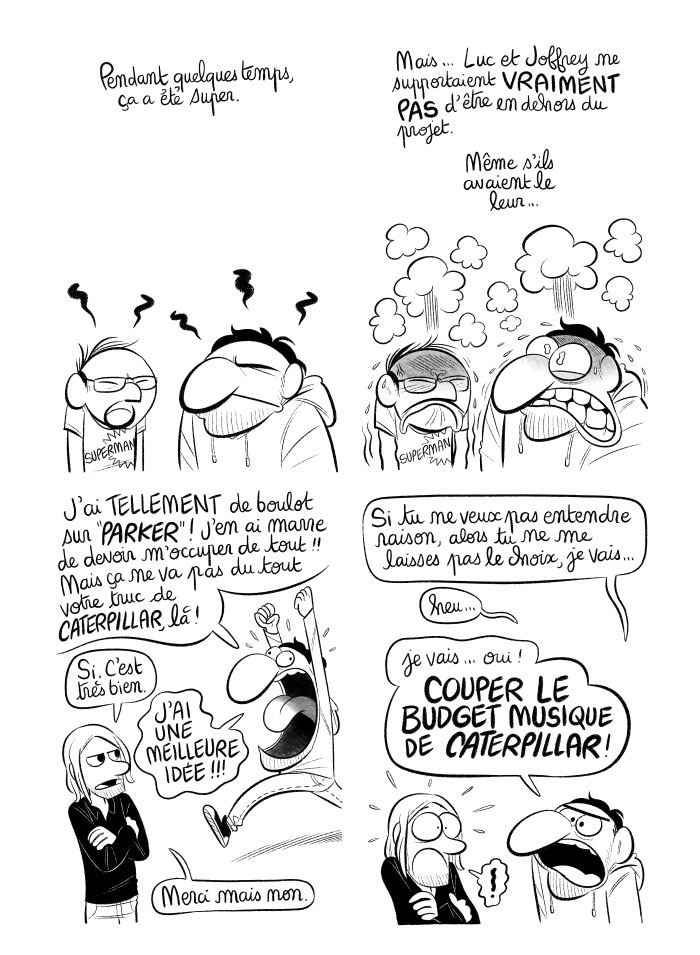 Pendant quelques temps,
ça a été super.
Mais... Luc et Joffrey ne
supportaient VRAIMENT
PAS d'être en dehors du
projet.
Même s'ils
avaient le
leur...
SUPERMAN
SUPERMAN
J'ai TELLEMENT de boulot
sur "PARKER"! J'en ai marre
de devoir m'occuper de tout !!
Mais ça ne va pas du tout
votre truc de
CATERPILLAR, là !
Si. C'est
très bien.
J'AI
UNE
MEILLEURE
IDÉE !!!
Merci mais non.
Si tu ne veux pas entendre
raison, alors tu ne me
laisses pas le choix, je vais...
heu...
je vais... oui !
COUPER LE
BUDGET MUSIQUE
DE CATERPILLAR!
!